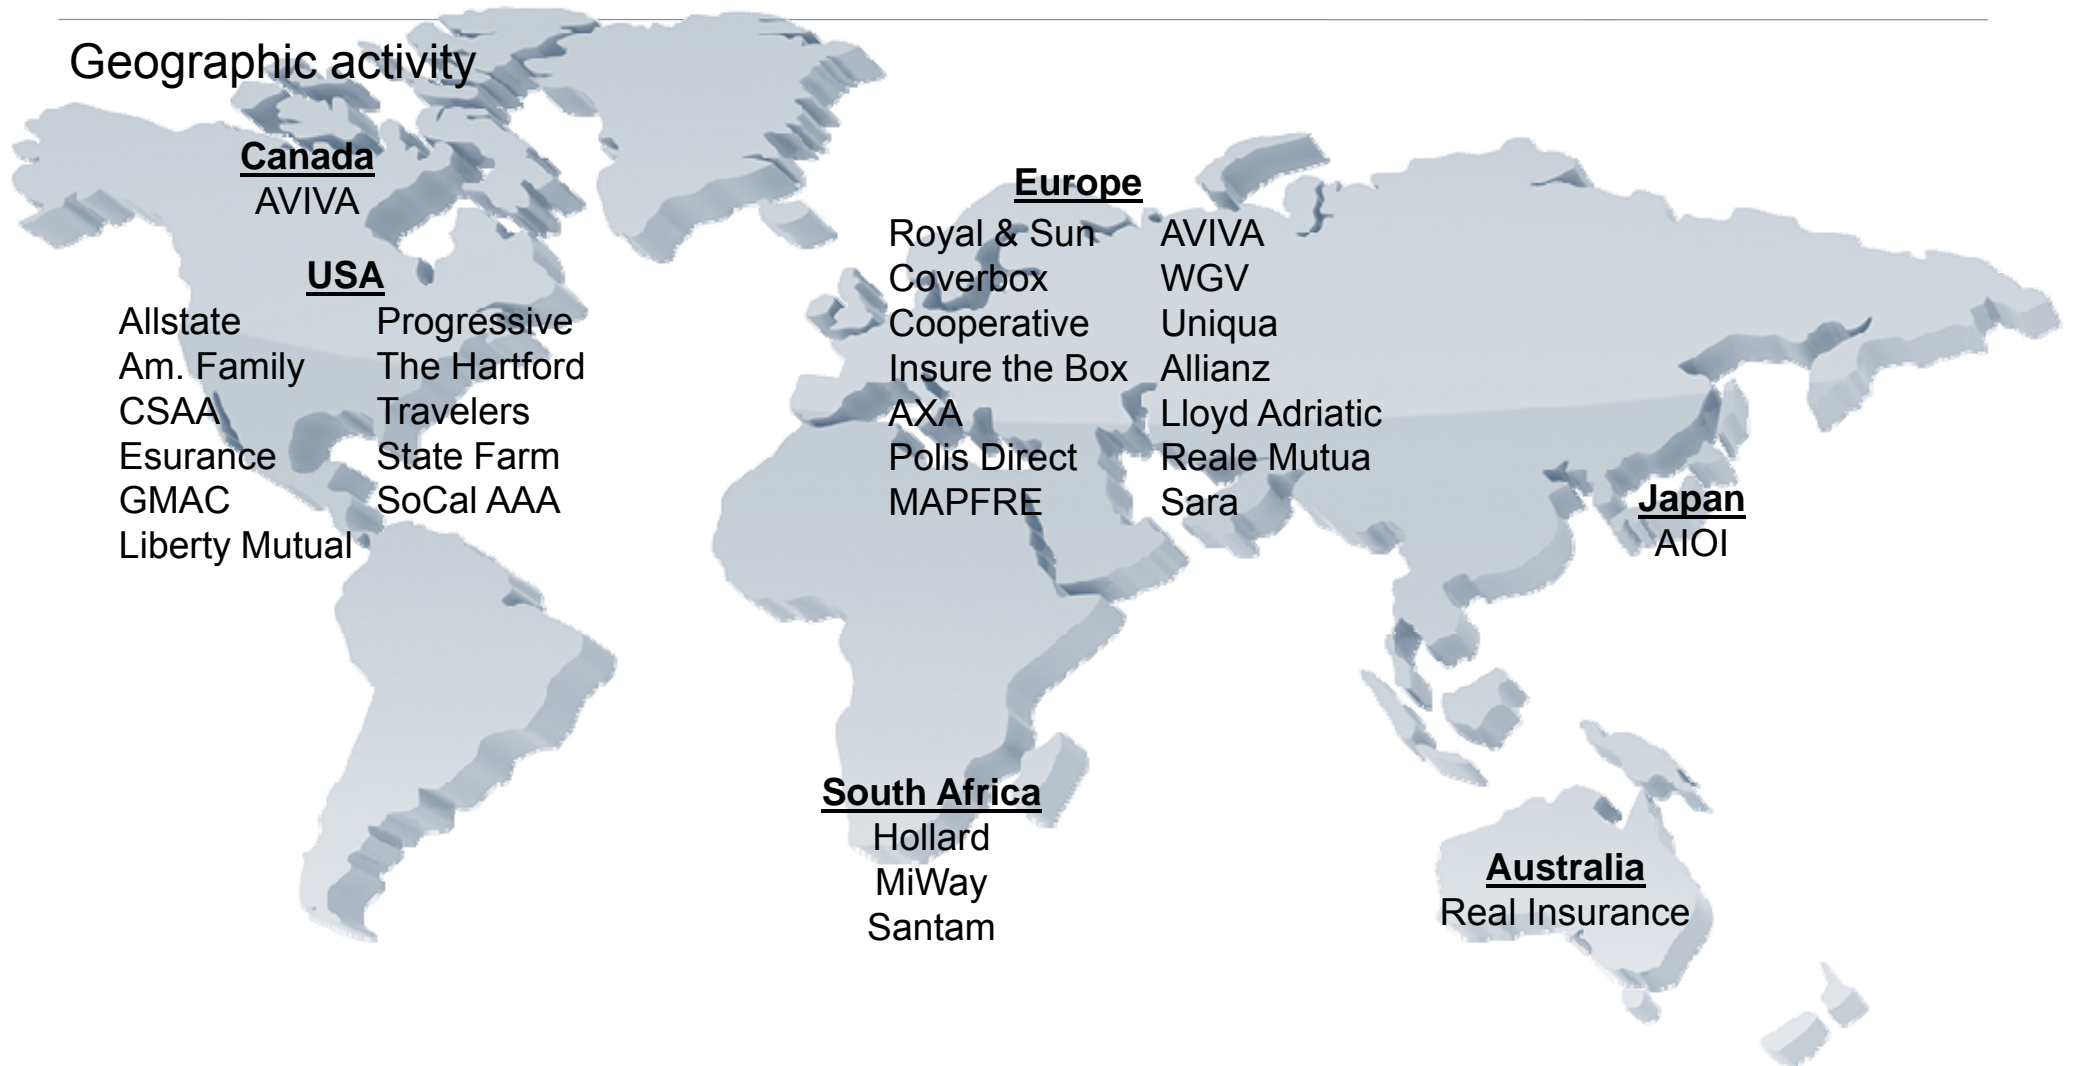 Geographic activity
Canada
AVIVA
USA
Allstate
Am. Family
CSAA
Esurance
GMAC
Liberty Mutual
Progressive
The Hartford
Travelers
State Farm
SoCal AAA
Europe
Royal & Sun
Coverbox
Cooperative
Insure the Box
AXA
Polis Direct
MAPFRE
AVIVA
WGV
Uniqua
Allianz
Lloyd Adriatic
Reale Mutua
Sara
Japan
AIOI
South Africa
Hollard
MiWay
Santam
Australia
Real Insurance